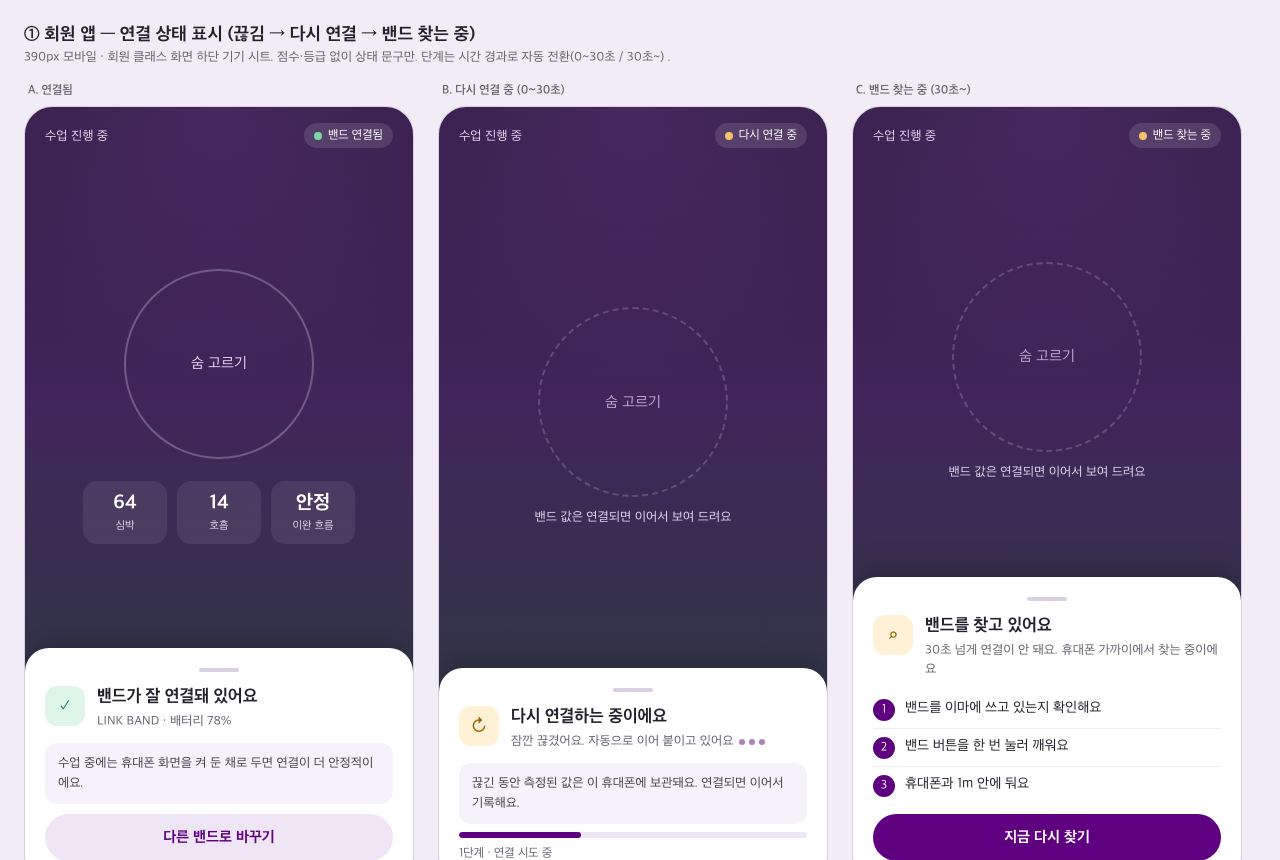 ① 회원 앱 — 연결 상태 표시 (끊김 → 다시 연결 → 밴드 찾는 중)
390px 모바일 · 회원 클래스 화면 하단 기기 시트. 점수·등급 없이 상태 문구만. 단계는 시간 경과로 자동 전환(0~30초 / 30초~) .
A. 연결됨
수업 진행 중
밴드 연결됨
숨 고르기
64
심박
14
호흡
안정
이완 흐름
밴드가 잘 연결돼 있어요
LINK BAND · 배터리 78%
수업 중에는 휴대폰 화면을 켜 둔 채로 두면 연결이 더 안정적이
에요.
다른 밴드로 바꾸기
B. 다시 연결 중 (0~30초)
수업 진행 중
다시 연결 중
숨 고르기
밴드 값은 연결되면 이어서 보여 드려요
다시 연결하는 중이에요
잠깐 끊겼어요. 자동으로 이어 붙이고 있어요
끊긴 동안 측정된 값은 이 휴대폰에 보관돼요. 연결되면 이어서
기록해요.
1단계 · 연결 시도 중
C. 밴드 찾는 중 (30초~)
수업 진행 중
밴드 찾는 중
숨 고르기
밴드 값은 연결되면 이어서 보여 드려요
밴드를 찾고 있어요
30초 넘게 연결이 안 돼요. 휴대폰 가까이에서 찾는 중이에
요
1 밴드를 이마에 쓰고 있는지 확인해요
2 밴드 버튼을 한 번 눌러 깨워요
3 휴대폰과 1m 안에 둬요
지금 다시 찾기